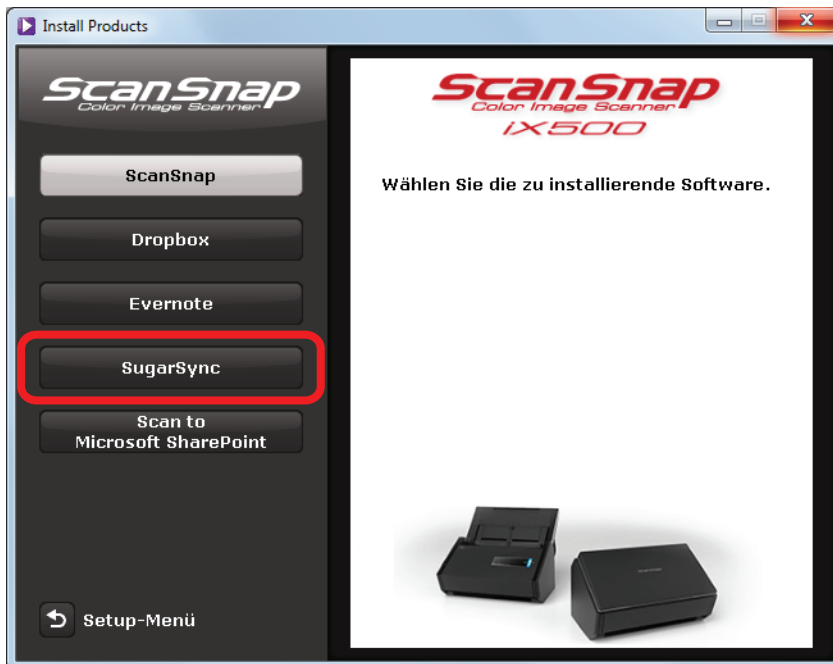 Install Products
ScanSnap
Color Image Scanner
ScanSnap
Dropbox
Evernote
SugarSync
Scan to
Microsoft SharePoint
Setup-Menü
ScanSnap
Color Image Scanner
iX500
Wählen Sie die zu installierende Software.